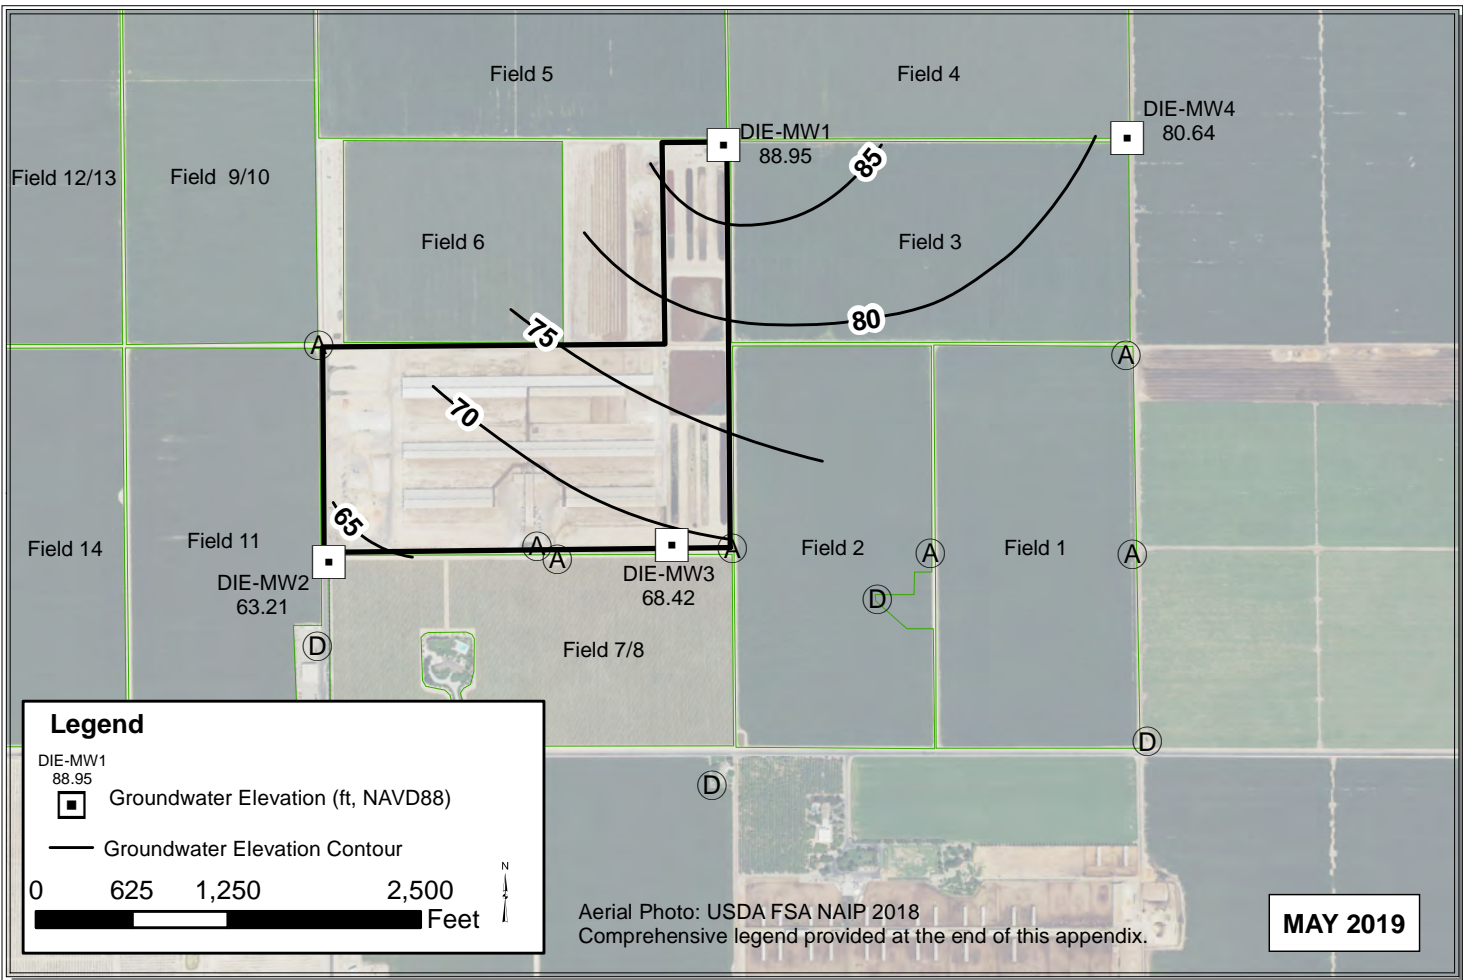 Field 5
Field 4
DIE-MW4
80.64
DIE-MW1
88.95
85
Field 12/13
Field 9/10
Field 6
Field 3
80
75
A
A
70
65
Field 14
Field 11
A
A
A
Field 2
A
Field 1
A
DIE-MW2
63.21
DIE-MW3
68.42
D
D
Field 7/8
D
D
Legend
DIE-MW1
88.95
Groundwater Elevation (ft, NAVD88)
Groundwater Elevation Contour
N
0 625 1,250 2,500
Feet
Aerial Photo: USDA FSA NAIP 2018
Comprehensive legend provided at the end of this appendix.
MAY 2019